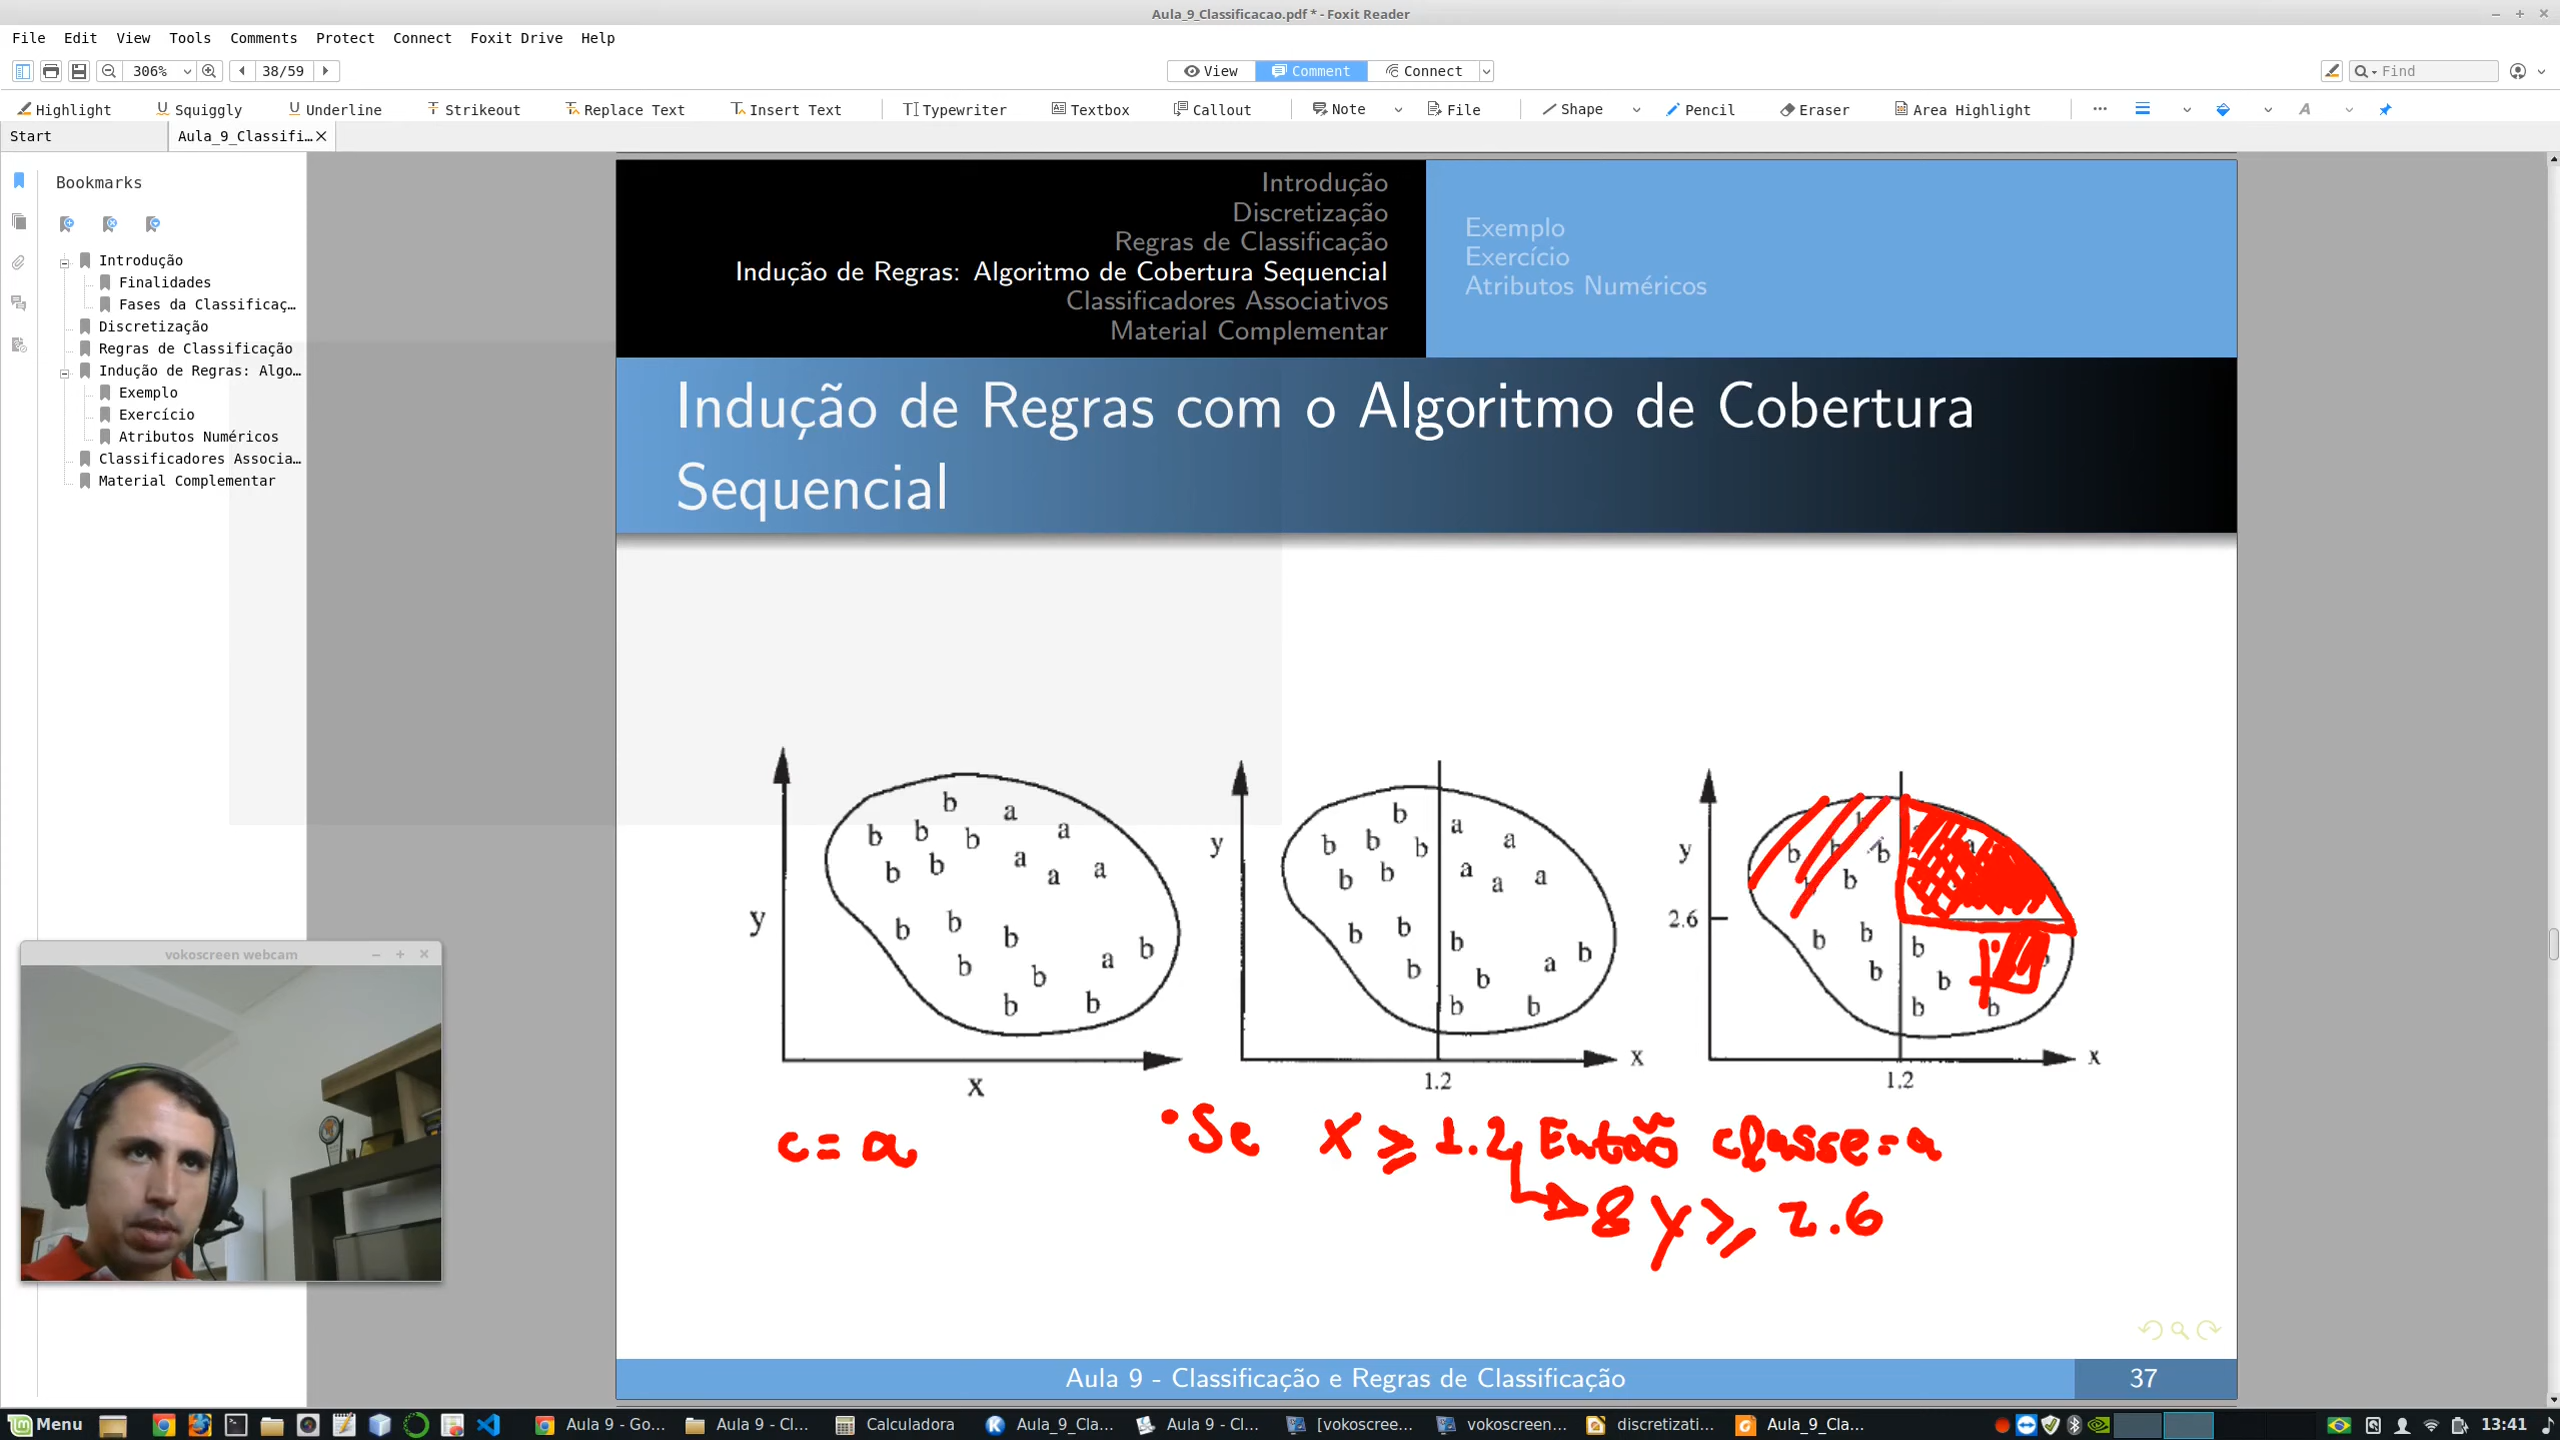 Aula_9_Classificacao.pdf * - Foxit Reader
File Edit View Tools Comments Protect Connect Foxit Drive Help
306% 38/59 View Comment Connect Find
Highlight Squiggly Underline Strikeout Replace Text Insert Text Typewriter Textbox Callout Note File Shape Pencil Eraser Area Highlight ... A
Start Aula_9_Classifi…
Bookmarks
Introdução
Finalidades
Fases da Classificaç…
Discretização
Regras de Classificação
Indução de Regras: Algo…
Exemplo
Exercício
Atributos Numéricos
Classificadores Associa…
Material Complementar
Introdução
Discretização
Regras de Classificação
Indução de Regras: Algoritmo de Cobertura Sequencial
Classificadores Associativos
Material Complementar
Exemplo
Exercício
Atributos Numéricos
Indução de Regras com o Algoritmo de Cobertura
Sequencial
b a
b b b a
b b a a a
b b b
b b a b
b b
y
x
b a
b b b a
b b a a a
b b b
b b a b
b b
y
x
1.2
b b b a
b
b b b
b b
b b
y
2.6
x
1.2
c = a
• Se x ≥ 1.2, Então classe = a
& y ≥ 2.6
Aula 9 - Classificação e Regras de Classificação 37
vokoscreen webcam
Menu Aula 9 - Go... Aula 9 - Cl... Calculadora Aula_9_Cla... Aula 9 - Cl... [vokoscree... vokoscreen... discretizati... Aula_9_Cla... 13:41